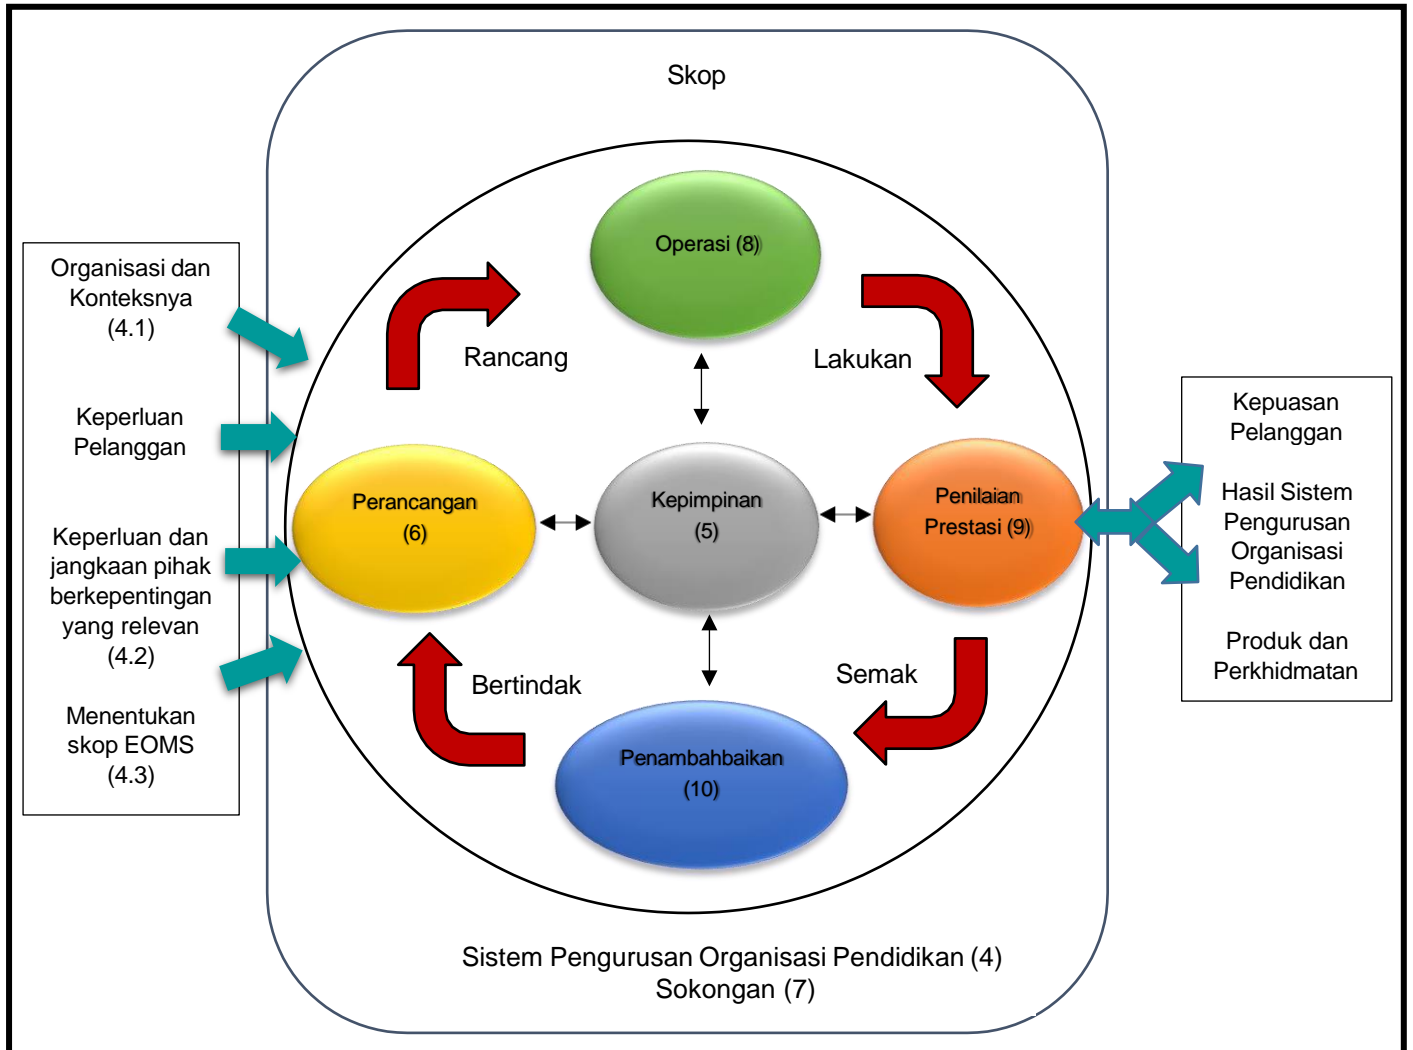 Skop
Organisasi dan
Konteksnya
(4.1)
Keperluan
Pelanggan
Keperluan dan
jangkaan pihak
berkepentingan
yang relevan
(4.2)
Menentukan
skop EOMS
(4.3)
Operasi (8)
Rancang
Lakukan
Perancangan
(6)
Kepimpinan
(5)
Penilaian
Prestasi (9)
Bertindak
Semak
Penambahbaikan
(10)
Kepuasan
Pelanggan
Hasil Sistem
Pengurusan
Organisasi
Pendidikan
Produk dan
Perkhidmatan
Sistem Pengurusan Organisasi Pendidikan (4)
Sokongan (7)